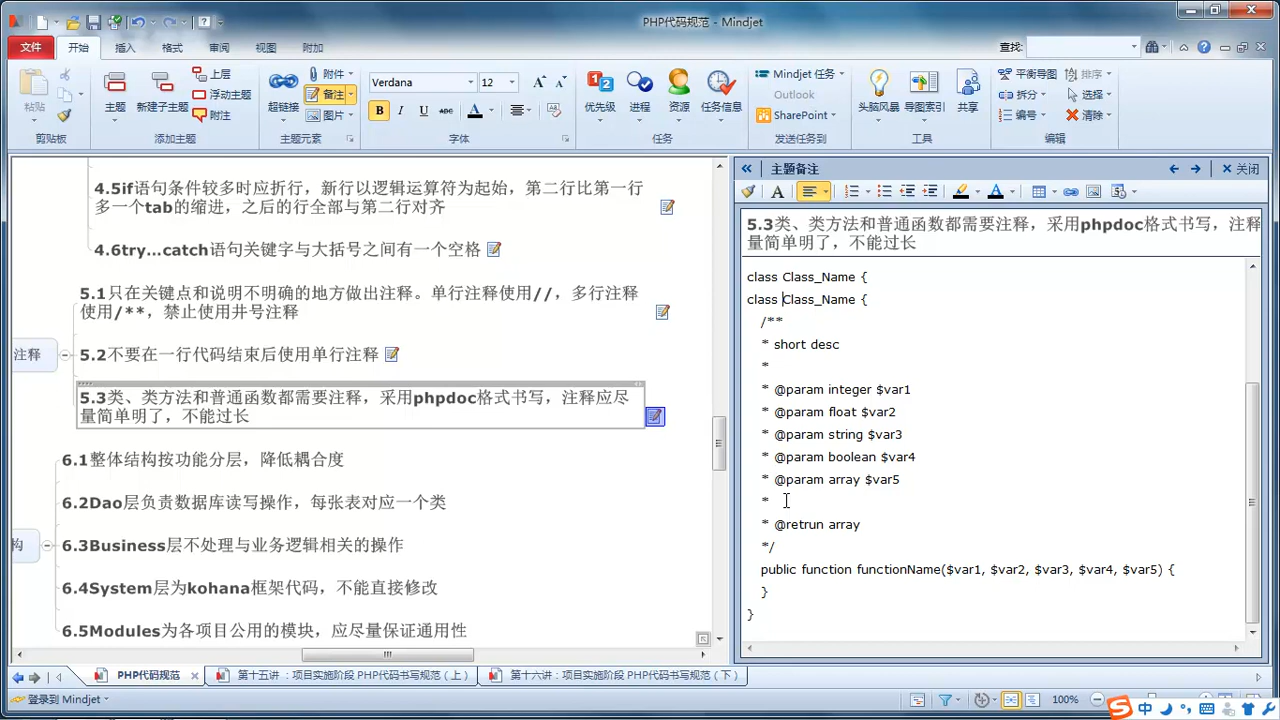 PHP代码规范 - Mindjet
文件 开始 插入 格式 审阅 视图 附加 查找:
粘贴 主题 新建子主题 上层 浮动主题 附注 超链接 附件 备注 图片 Verdana 12 B I U abc A 优先级 进程 资源 任务信息 Mindjet 任务 Outlook SharePoint 头脑风暴 导图索引 共享 平衡导图 排序 拆分 选择 编号 清除
剪贴板 添加主题 主题元素 字体 任务 发送任务到 工具 编辑
4.5if语句条件较多时应折行，新行以逻辑运算符为起始，第二行比第一行
多一个tab的缩进，之后的行全部与第二行对齐
4.6try...catch语句关键字与大括号之间有一个空格
5.1只在关键点和说明不明确的地方做出注释。单行注释使用//，多行注释
使用/**，禁止使用井号注释
注释
5.2不要在一行代码结束后使用单行注释
5.3类、类方法和普通函数都需要注释，采用phpdoc格式书写，注释应尽
量简单明了，不能过长
6.1整体结构按功能分层，降低耦合度
6.2Dao层负责数据库读写操作，每张表对应一个类
构
6.3Business层不处理与业务逻辑相关的操作
6.4System层为kohana框架代码，不能直接修改
6.5Modules为各项目公用的模块，应尽量保证通用性
主题备注 关闭
5.3类、类方法和普通函数都需要注释，采用phpdoc格式书写，注释
量简单明了，不能过长
class Class_Name {
class Class_Name {
/**
* short desc
*
* @param integer $var1
* @param float $var2
* @param string $var3
* @param boolean $var4
* @param array $var5
*
* @retrun array
*/
public function functionName($var1, $var2, $var3, $var4, $var5) {
}
}
PHP代码规范 第十五讲 ：项目实施阶段 PHP代码书写规范（上） 第十六讲：项目实施阶段 PHP代码书写规范（下）
登录到 Mindjet 100% 中